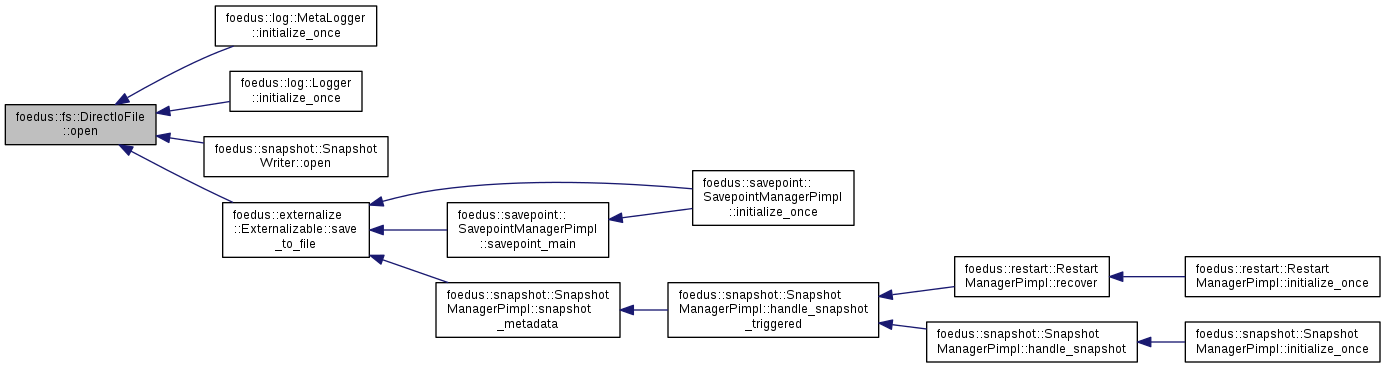 foedus::log::MetaLogger
::initialize_once
foedus::log::Logger
::initialize_once
foedus::fs::DirectIoFile
::open
foedus::snapshot::Snapshot
Writer::open
foedus::savepoint::
SavepointManagerPimpl
::initialize_once
foedus::externalize
::Externalizable::save
_to_file
foedus::savepoint::
SavepointManagerPimpl
::savepoint_main
foedus::restart::Restart
ManagerPimpl::recover
foedus::restart::Restart
ManagerPimpl::initialize_once
foedus::snapshot::Snapshot
ManagerPimpl::snapshot
_metadata
foedus::snapshot::Snapshot
ManagerPimpl::handle_snapshot
_triggered
foedus::snapshot::Snapshot
ManagerPimpl::handle_snapshot
foedus::snapshot::Snapshot
ManagerPimpl::initialize_once